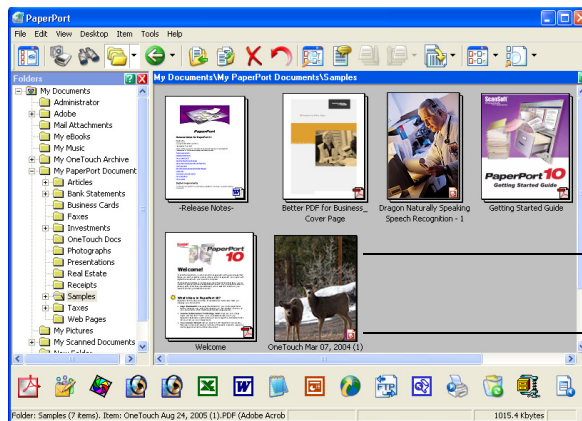 PaperPort
File Edit View Desktop Item Tools Help
Folders
My Documents\My PaperPort Documents\Samples
My Documents
Administrator
Adobe
Mail Attachments
My eBooks
My Music
My OneTouch Archive
My PaperPort Document
Articles
Bank Statements
Business Cards
Faxes
Investments
OneTouch Docs
Photographs
Presentations
Real Estate
Receipts
Samples
Taxes
Web Pages
My Pictures
My Scanned Documents
New Folder
PaperPort
-Release Notes-
Better PDF for Business_
Cover Page
Dragon Naturally Speaking
Speech Recognition - 1
ScanSoft
PaperPort 10
Getting Started Guide
Getting Started Guide
PaperPort
10
Welcome!
Welcome
OneTouch Mar 07, 2004 (1)
FTP
Folder: Samples (7 items). Item: OneTouch Aug 24, 2005 (1).PDF (Adobe Acrob
1015.4 Kbytes